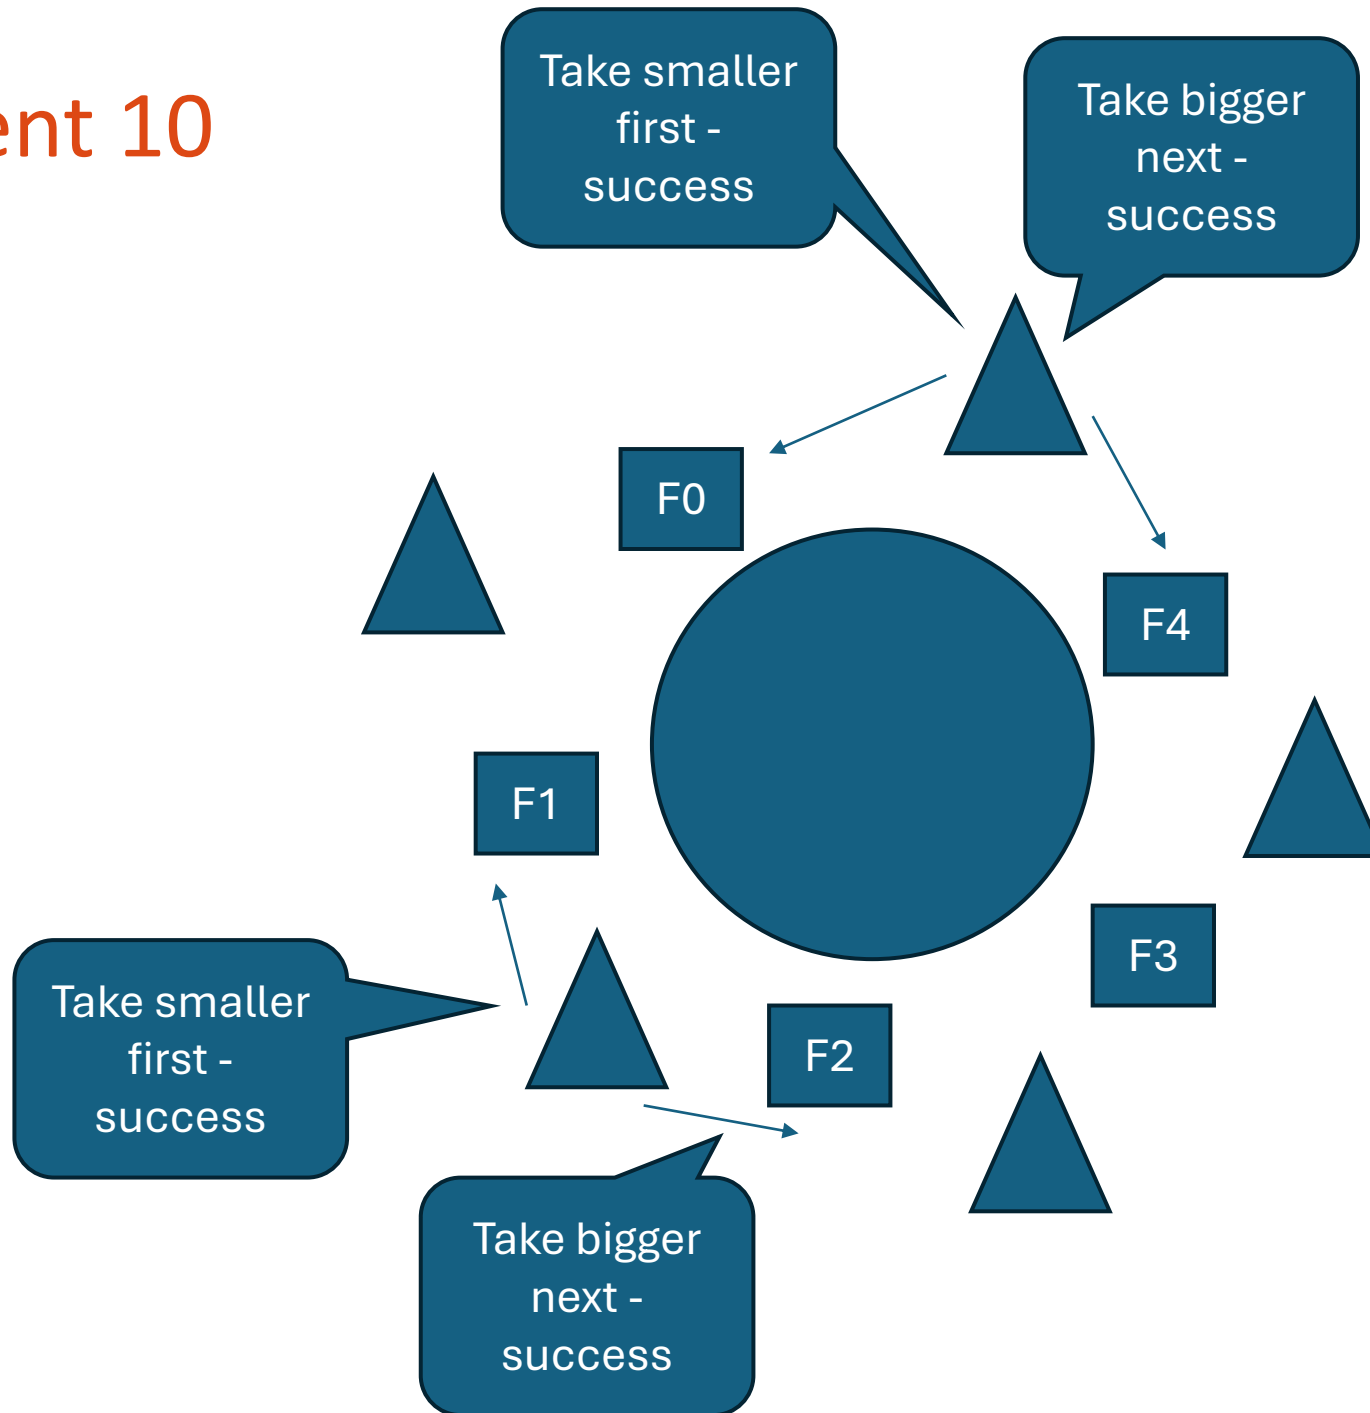 ent 10
Take smaller
first -
success
Take bigger
next -
success
F0
F4
F1
F3
Take smaller
first -
success
F2
Take bigger
next -
success